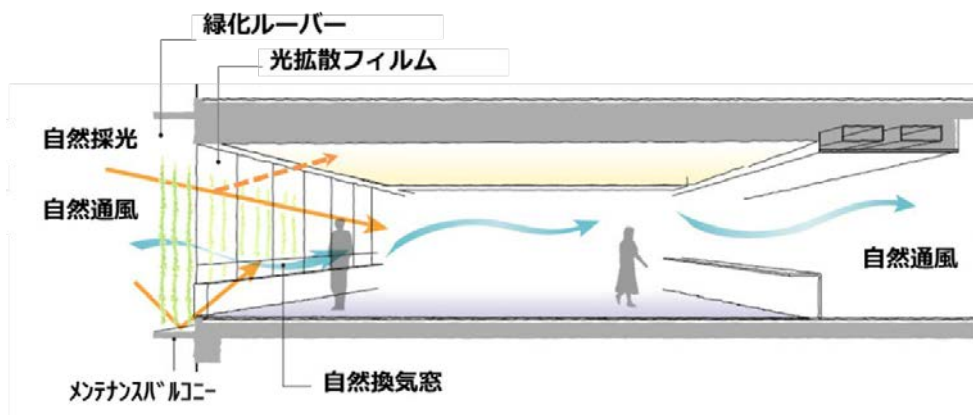 緑化ルーバー
光拡散フィルム
自然採光
自然通風
自然通風
自然換気窓
ﾒﾝﾃﾅﾝｽﾊﾞﾙｺﾆｰ